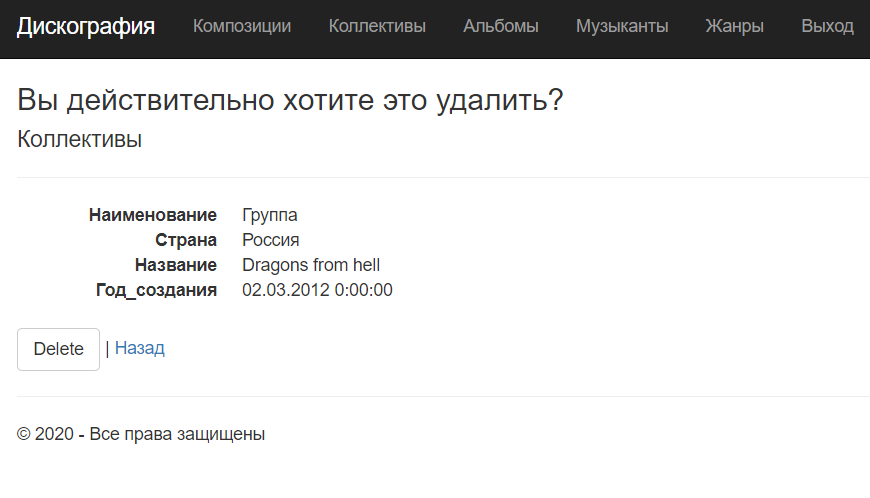 Дискография Композиции Коллективы Альбомы Музыканты Жанры Выход
Вы действительно хотите это удалить?
Коллективы
Наименование Группа
Страна Россия
Название Dragons from hell
Год_создания 02.03.2012 0:00:00
Delete | Назад
© 2020 - Все права защищены